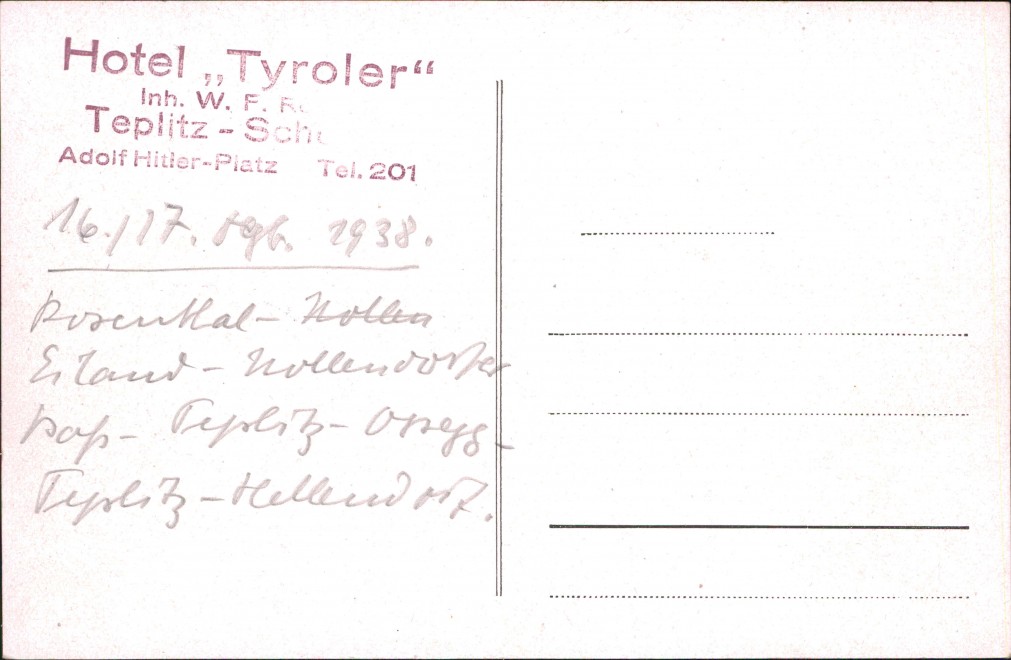 Hotel „Tyroler“
Inh. W. F. R
Teplitz - Sch
Adolf Hitler-Platz Tel. 201
16./17. 1938.
Rosenthal - Nollen
Eiland - Nollendorfer
Paß - Teplitz - Ossegg -
Teplitz - Hellendorf.